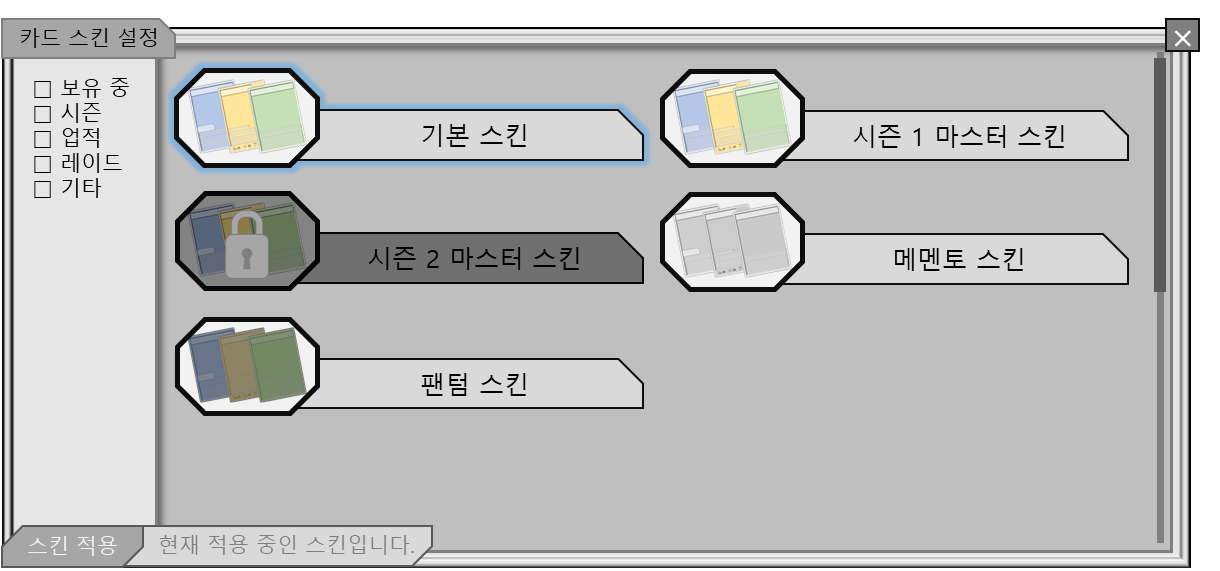 카드 스킨 설정
보유 중
시즌
업적
레이드
기타
기본 스킨
시즌 1 마스터 스킨
시즌 2 마스터 스킨
메멘토 스킨
팬텀 스킨
스킨 적용
현재 적용 중인 스킨입니다.